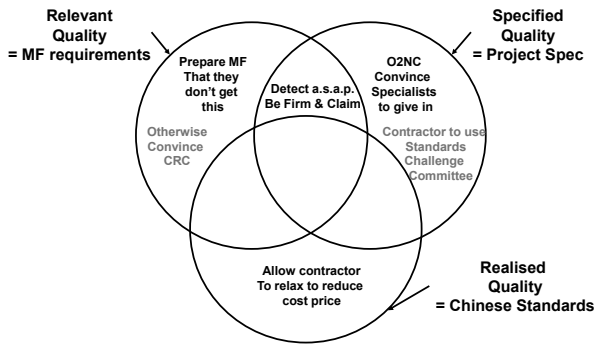 Relevant
Quality
= MF requirements
Specified
Quality
= Project Spec
Prepare MF
That they
don't get
this
Otherwise
Convince
CRC
Detect a.s.a.p.
Be Firm & Claim
O2NC
Convince
Specialists
to give in
Contractor to use
Standards
Challenge
Committee
Allow contractor
To relax to reduce
cost price
Realised
Quality
= Chinese Standards